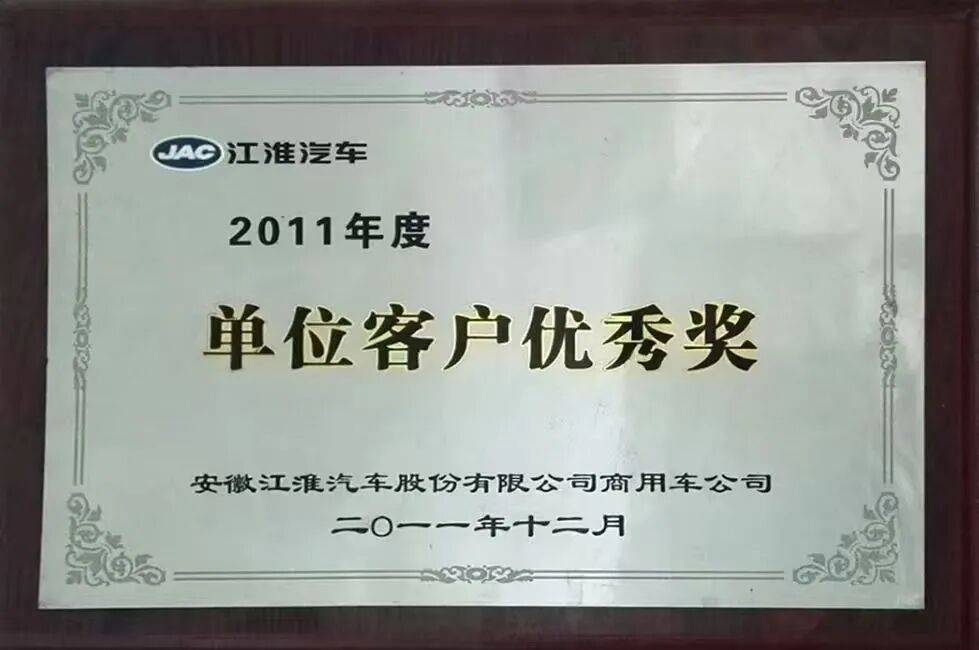 JAC 江淮汽车
2011年度
单位客户优秀奖
安徽江淮汽车股份有限公司商用车公司
二〇一一年十二月